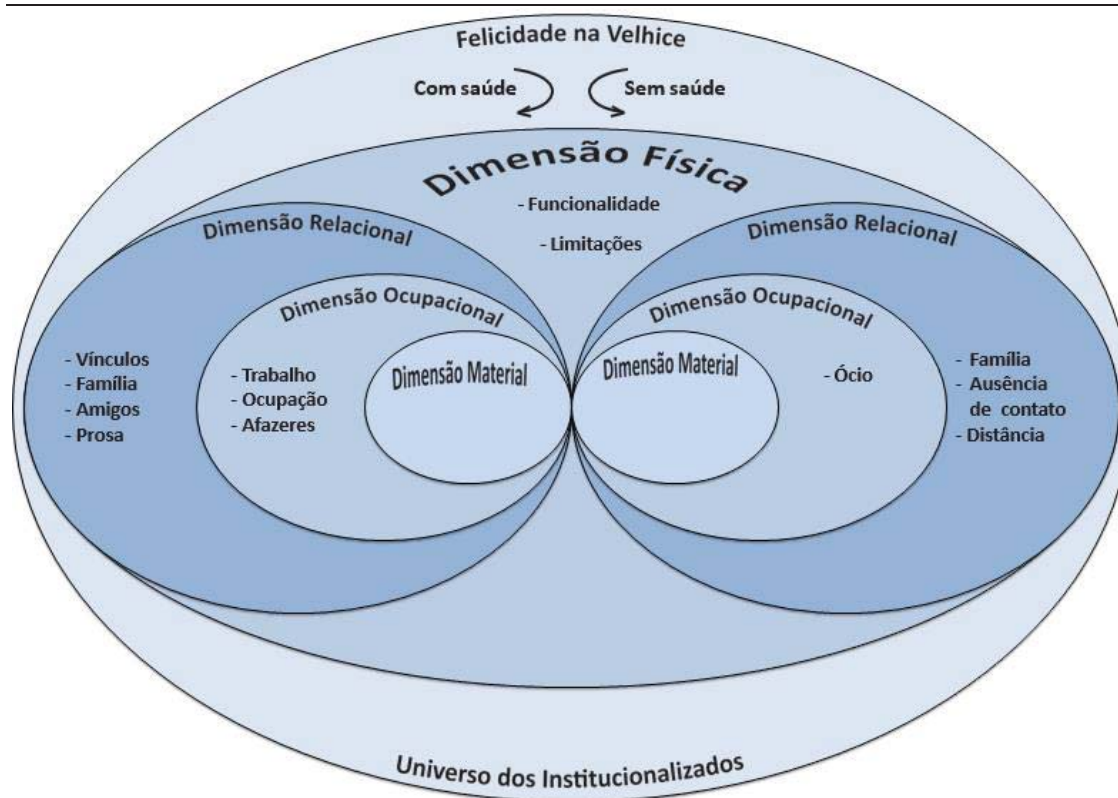 Felicidade na Velhice
Com saúde
Sem saúde
Dimensão Física
- Funcionalidade
- Limitações
Dimensão Relacional
Dimensão Ocupacional
Dimensão Material
- Vínculos
- Família
- Amigos
- Prosa
- Trabalho
- Ocupação
- Afazeres
Dimensão Relacional
Dimensão Ocupacional
Dimensão Material
- Ócio
- Família
- Ausência
de contato
- Distância
Universo dos Institucionalizados